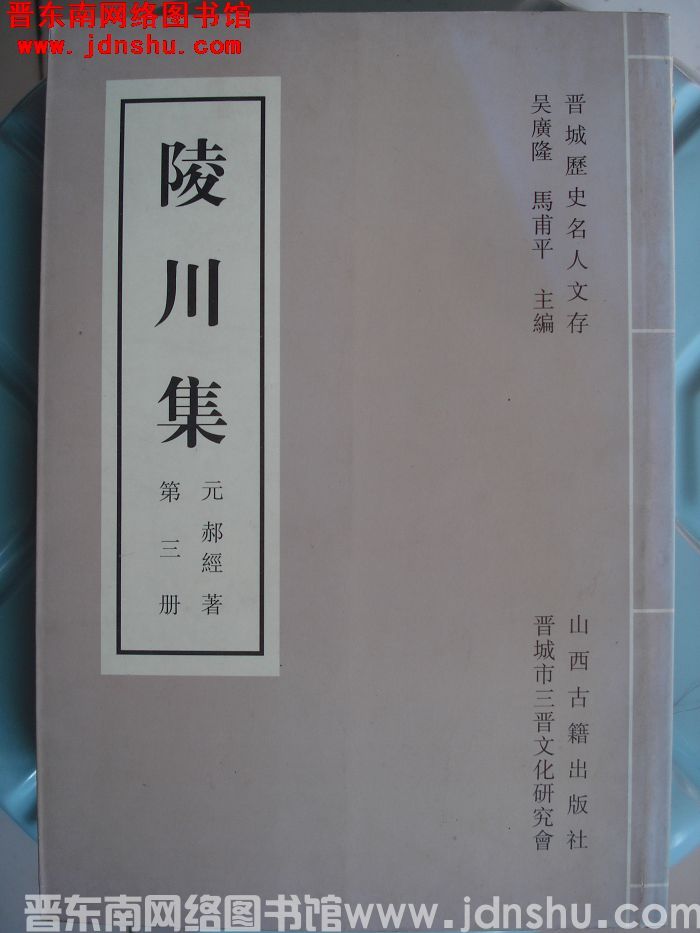 晋东南网络图书馆
www.jdnshu.com
晋城歷史名人文存
吴廣隆 馬甫平 主編
陵川集
元 郝經 著
第三册
山西古籍出版社
晋城市三晋文化研究會
晋东南网络图书馆www.jdnshu.com